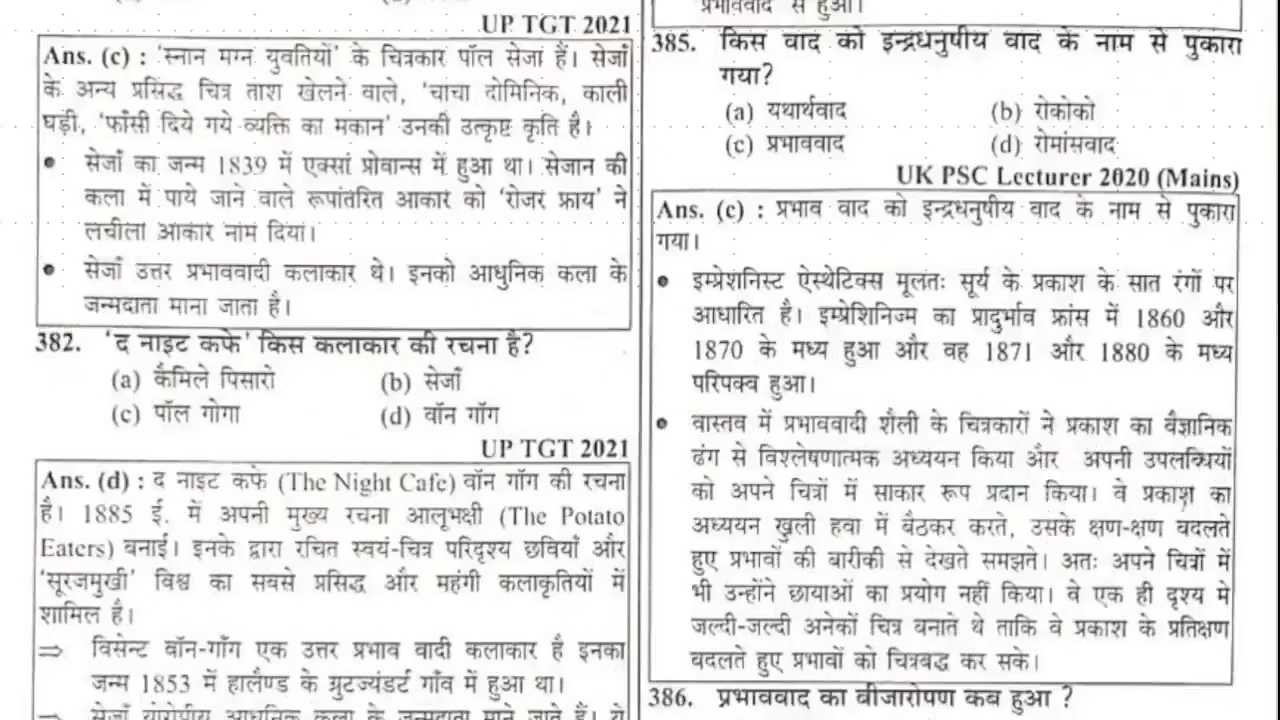 UP TGT 2021
Ans. (c) : 'स्नान मग्न युवतियों' के चित्रकार पॉल सेजां हैं। सेजाँ
के अन्य प्रसिद्ध चित्र ताश खेलने वाले, 'चाचा दोमिनिक, काली
घड़ी, 'फाँसी दिये गये व्यक्ति का मकान' उनकी उत्कृष्ट कृति है।
• सेजाँ का जन्म 1839 में एक्सां प्रोवान्स में हुआ था। सेजान की
कला में पाये जाने वाले रूपांतरित आकार को 'रोजर फ्राय' ने
लचीला आकार नाम दिया।
• सेजाँ उत्तर प्रभाववादी कलाकार थे। इनको आधुनिक कला के
जन्मदाता माना जाता है।
382. 'द नाइट कफे' किस कलाकार की रचना है?
(a) कैमिले पिसारो (b) सेजाँ
(c) पॉल गोगा (d) वॉन गॉग
UP TGT 2021
Ans. (d) : द नाइट कफे (The Night Cafe) वॉन गॉग की रचना
है। 1885 ई. में अपनी मुख्य रचना आलूभक्षी (The Potato
Eaters) बनाई। इनके द्वारा रचित स्वयं-चित्र परिदृश्य छवियाँ और
'सूरजमुखी' विश्व का सबसे प्रसिद्ध और महंगी कलाकृतियों में
शामिल है।
⇒ विसेन्ट वॉन-गॉग एक उत्तर प्रभाव वादी कलाकार है इनका
जन्म 1853 में हालैण्ड के ग्रुटज्यंडर्ट गाँव में हुआ था।
⇒ सेजाँ योरोपीय आधुनिक कला के जन्मदाता माने जाते हैं। ये
प्रभाववाद से हुआ।
385. किस वाद को इन्द्रधनुषीय वाद के नाम से पुकारा
गया?
(a) यथार्थवाद (b) रोकोको
(c) प्रभाववाद (d) रोमांसवाद
UK PSC Lecturer 2020 (Mains)
Ans. (c) : प्रभाव वाद को इन्द्रधनुषीय वाद के नाम से पुकारा
गया।
• इम्प्रेशनिस्ट ऐस्थेटिक्स मूलतः सूर्य के प्रकाश के सात रंगों पर
आधारित है। इम्प्रेशिनिज्म का प्रादुर्भाव फ्रांस में 1860 और
1870 के मध्य हुआ और वह 1871 और 1880 के मध्य
परिपक्व हुआ।
• वास्तव में प्रभाववादी शैली के चित्रकारों ने प्रकाश का वैज्ञानिक
ढंग से विश्लेषणात्मक अध्ययन किया और अपनी उपलब्धियों
को अपने चित्रों में साकार रूप प्रदान किया। वे प्रकाश का
अध्ययन खुली हवा में बैठकर करते, उसके क्षण-क्षण बदलते
हुए प्रभावों की बारीकी से देखते समझते। अतः अपने चित्रों में
भी उन्होंने छायाओं का प्रयोग नहीं किया। वे एक ही दृश्य मे
जल्दी-जल्दी अनेकों चित्र बनाते थे ताकि वे प्रकाश के प्रतिक्षण
बदलते हुए प्रभावों को चित्रबद्ध कर सके।
386. प्रभाववाद का बीजारोपण कब हुआ ?